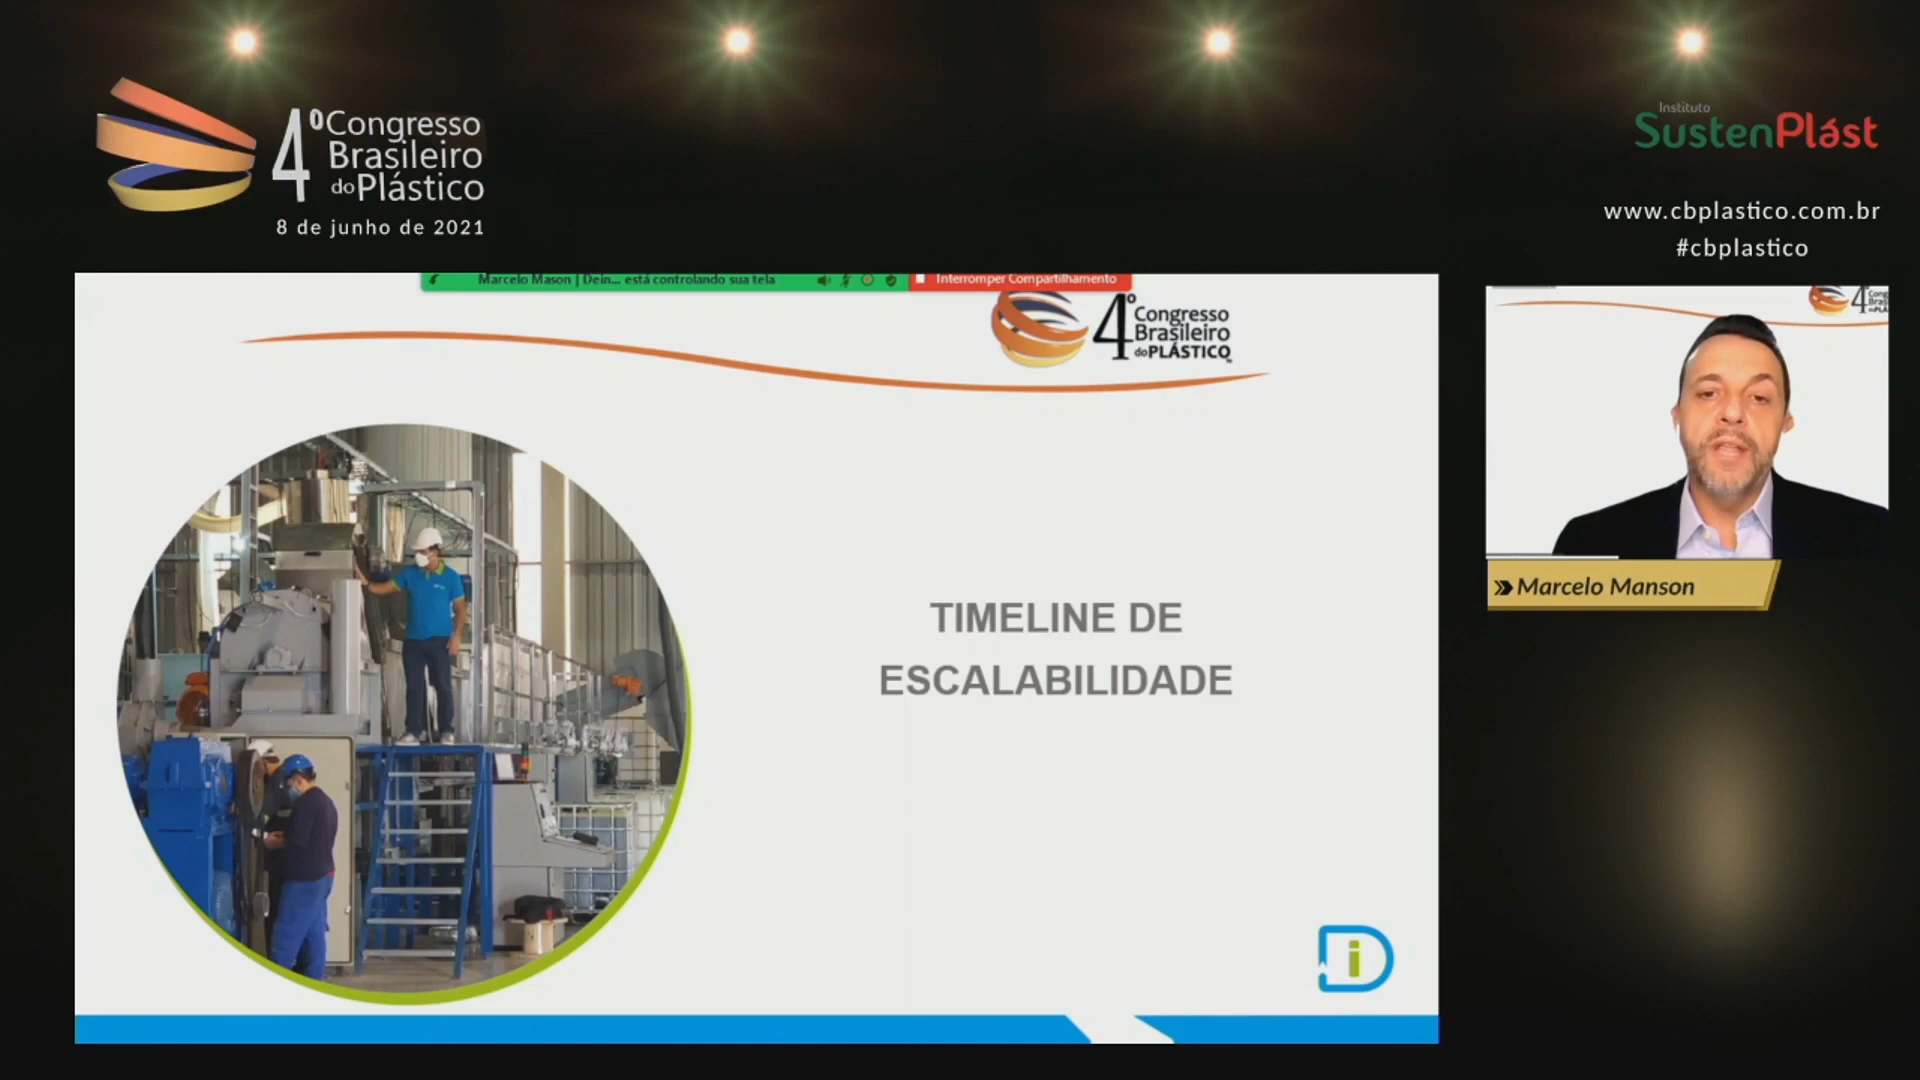 4º Congresso
Brasileiro
do Plástico
8 de junho de 2021
Instituto
SustenPlást
www.cbplastico.com.br
#cbplastico
Marcelo Mason | Dein... está controlando sua tela
Interromper Compartilhamento
4º Congresso
Brasileiro
do PLÁSTICO
TIMELINE DE
ESCALABILIDADE
Di
Marcelo Manson